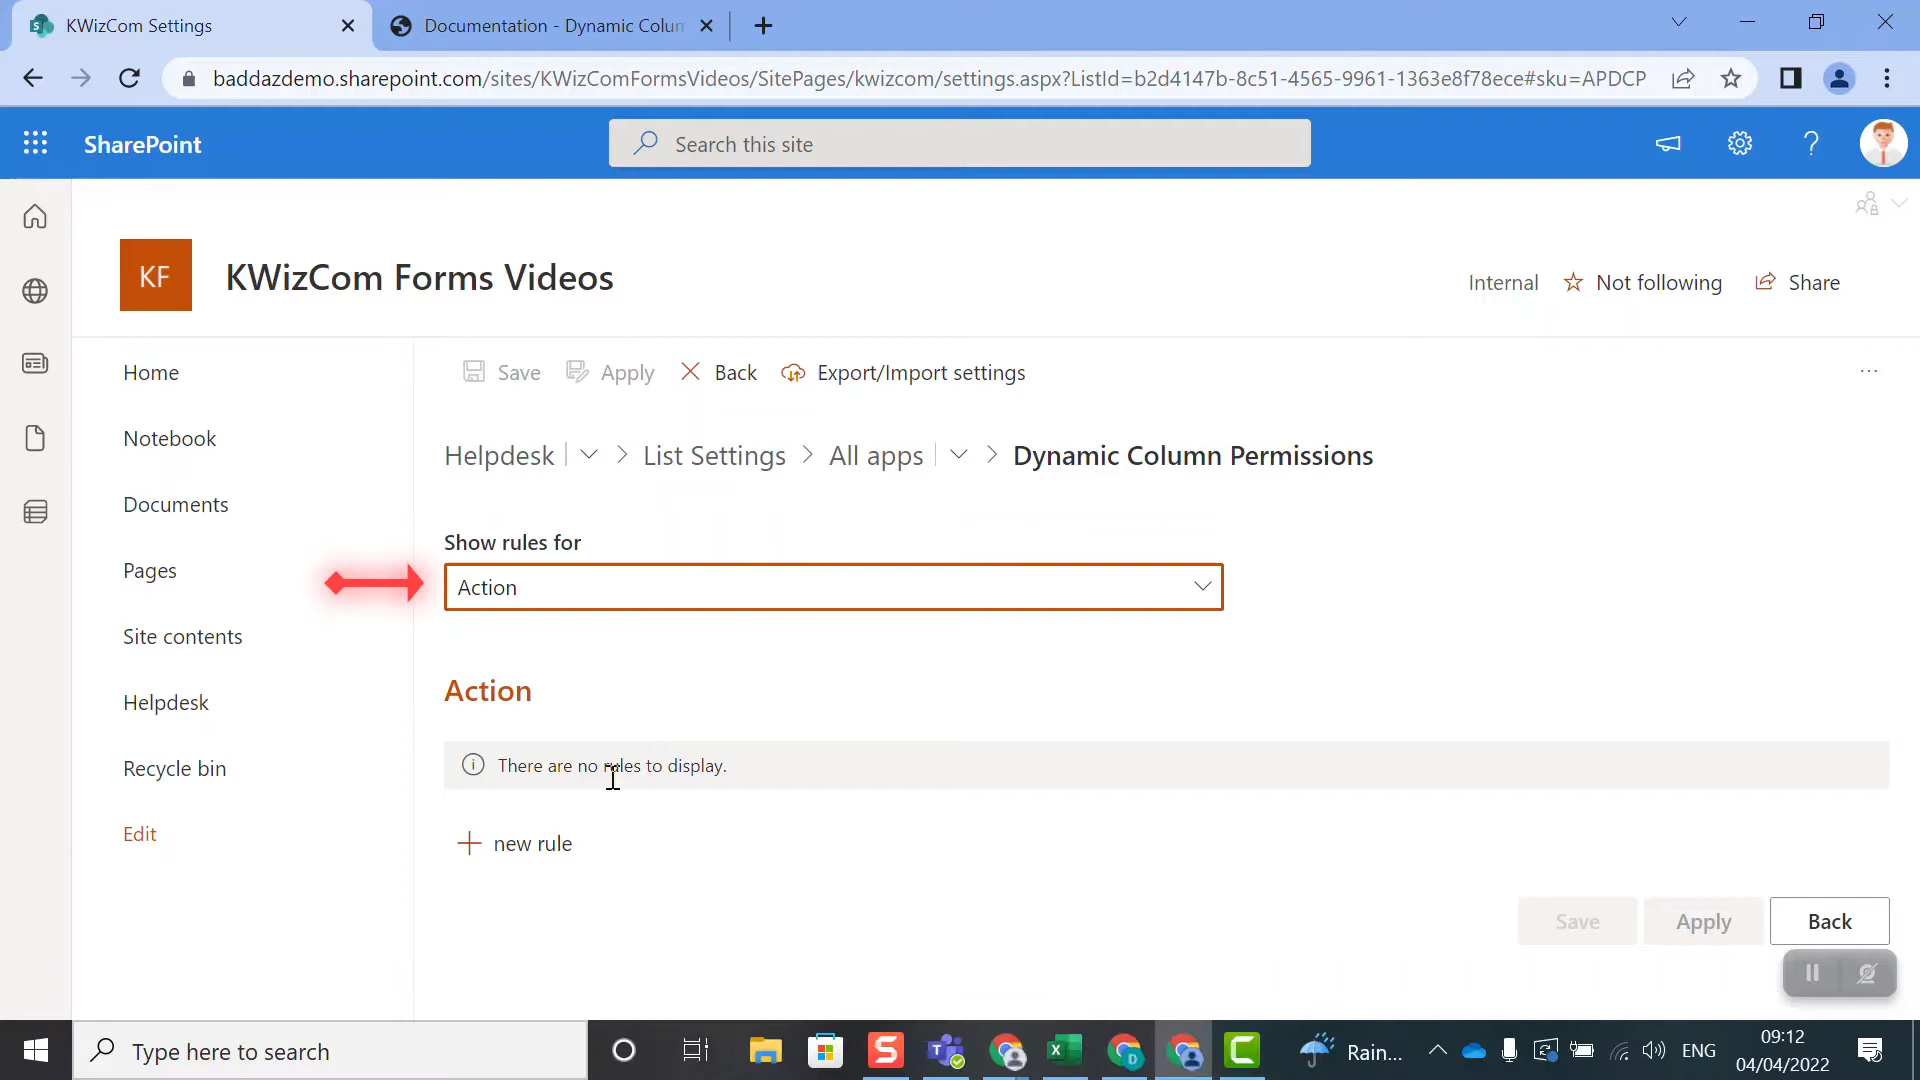 KWizCom Settings
Documentation - Dynamic Colum
baddazdemo.sharepoint.com/sites/KWizComFormsVideos/SitePages/kwizcom/settings.aspx?ListId=b2d4147b-8c51-4565-9961-1363e8f78ece#sku=APDCP
SharePoint
Search this site
KF
KWizCom Forms Videos
Internal
Not following
Share
Home
Notebook
Documents
Pages
Site contents
Helpdesk
Recycle bin
Edit
Save
Apply
Back
Export/Import settings
Helpdesk > List Settings > All apps > Dynamic Column Permissions
Show rules for
Action
Action
There are no rules to display.
new rule
Save
Apply
Back
Type here to search
Rain...
ENG
09:12
04/04/2022